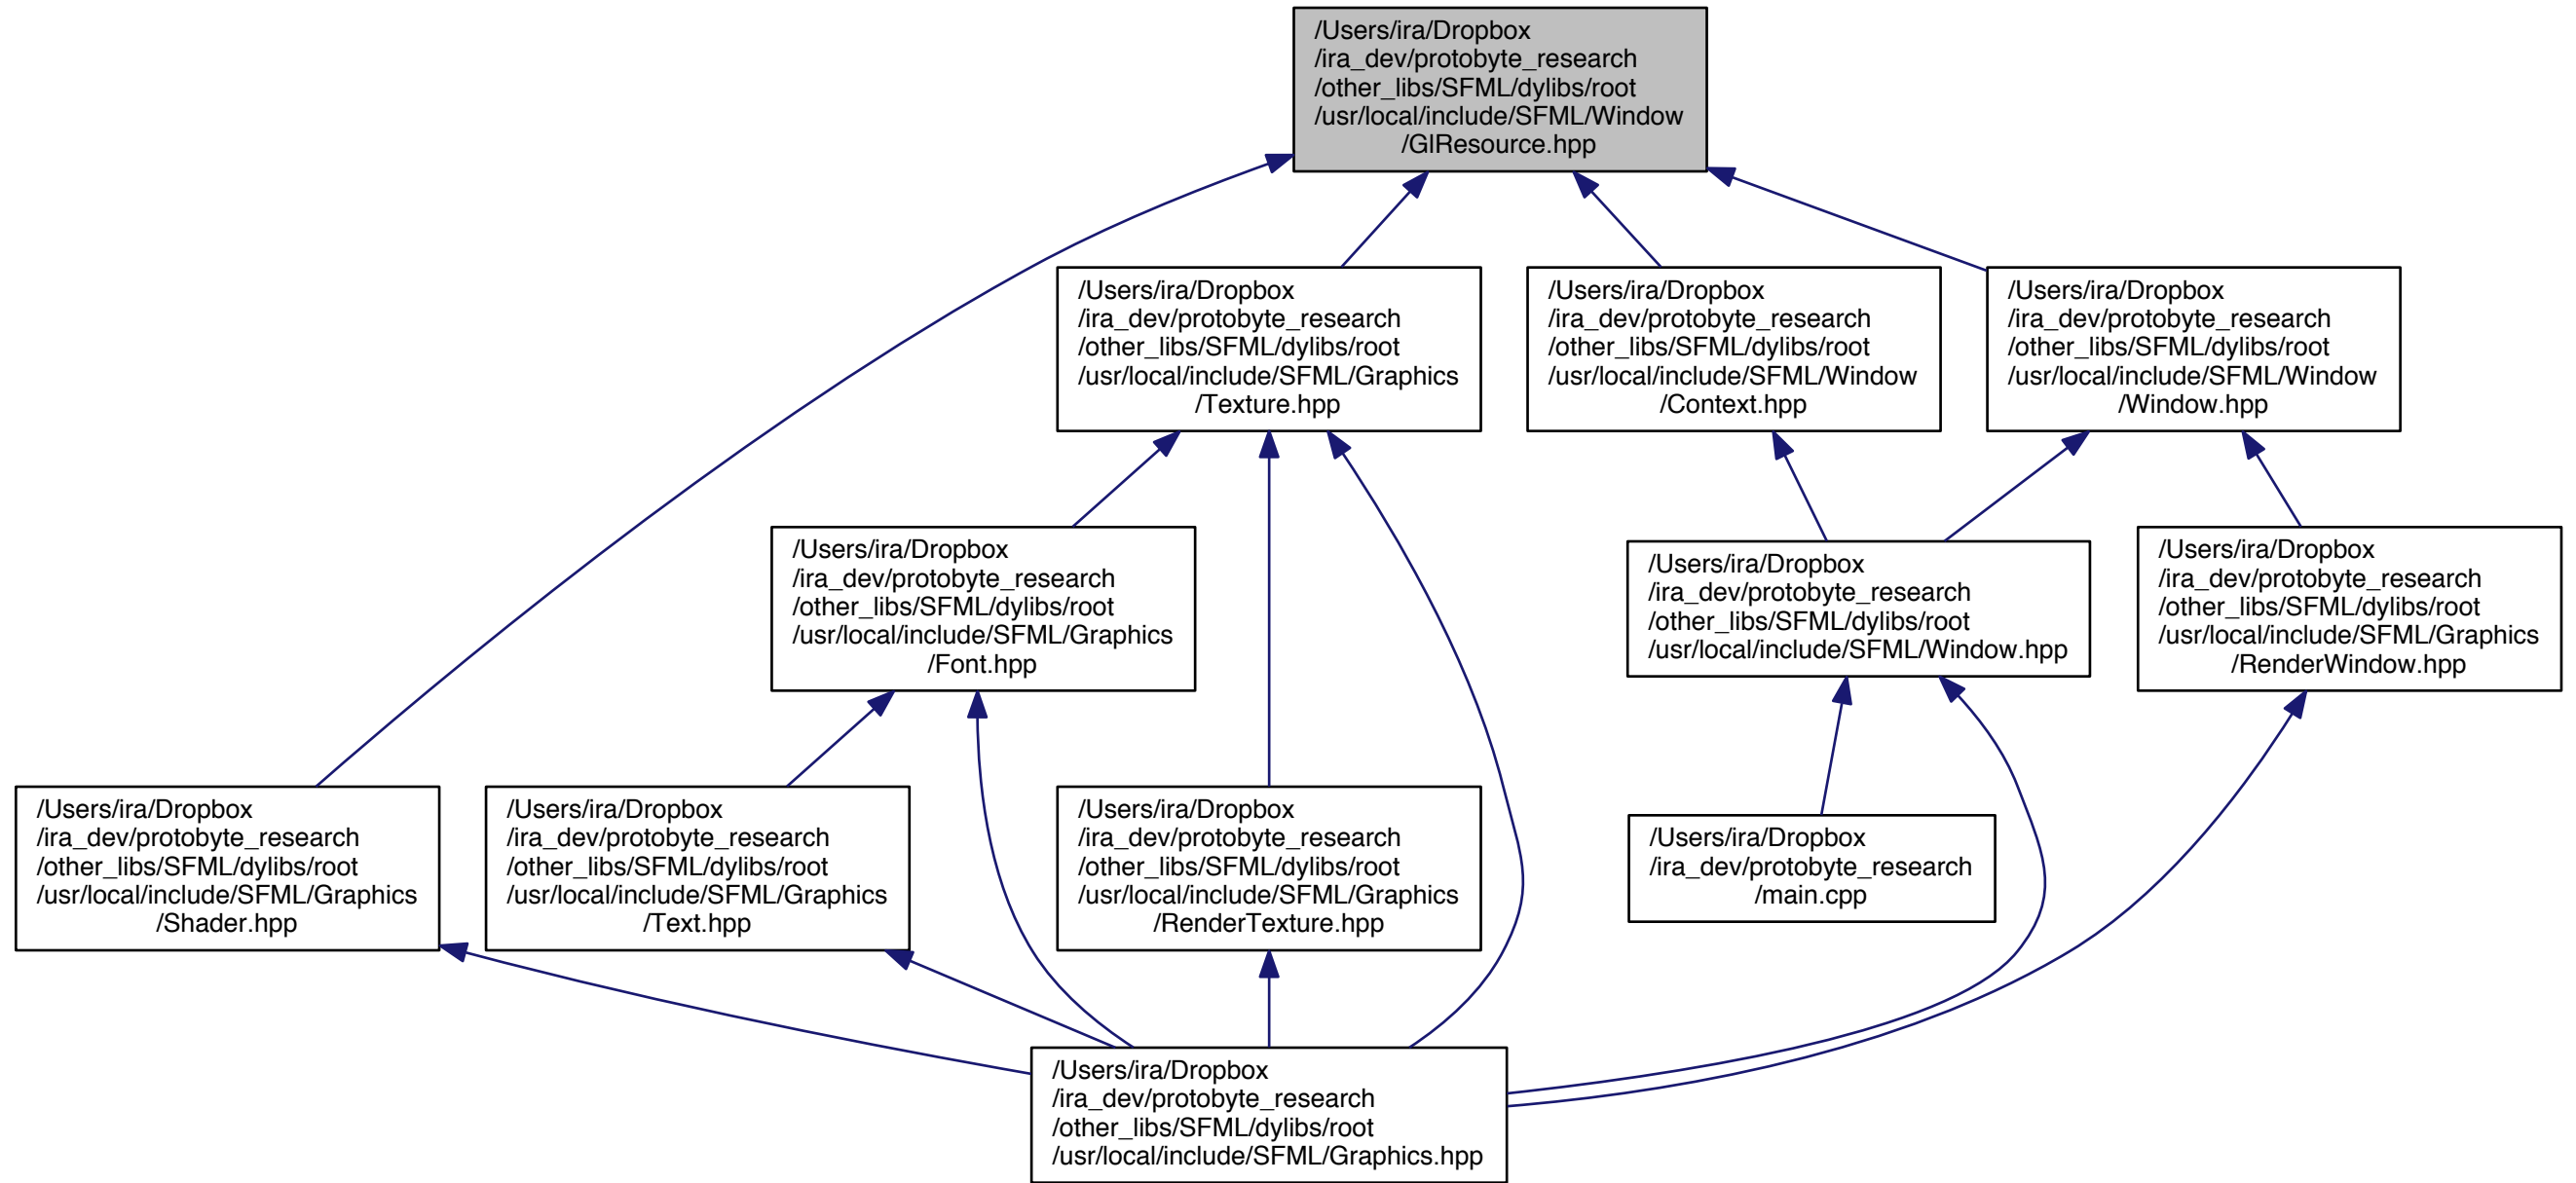 /Users/ira/Dropbox
/ira_dev/protobyte_research
/other_libs/SFML/dylibs/root
/usr/local/include/SFML/Window
/GlResource.hpp
/Users/ira/Dropbox
/ira_dev/protobyte_research
/other_libs/SFML/dylibs/root
/usr/local/include/SFML/Graphics
/Texture.hpp
/Users/ira/Dropbox
/ira_dev/protobyte_research
/other_libs/SFML/dylibs/root
/usr/local/include/SFML/Window
/Context.hpp
/Users/ira/Dropbox
/ira_dev/protobyte_research
/other_libs/SFML/dylibs/root
/usr/local/include/SFML/Window
/Window.hpp
/Users/ira/Dropbox
/ira_dev/protobyte_research
/other_libs/SFML/dylibs/root
/usr/local/include/SFML/Graphics
/Font.hpp
/Users/ira/Dropbox
/ira_dev/protobyte_research
/other_libs/SFML/dylibs/root
/usr/local/include/SFML/Window.hpp
/Users/ira/Dropbox
/ira_dev/protobyte_research
/other_libs/SFML/dylibs/root
/usr/local/include/SFML/Graphics
/RenderWindow.hpp
/Users/ira/Dropbox
/ira_dev/protobyte_research
/other_libs/SFML/dylibs/root
/usr/local/include/SFML/Graphics
/Shader.hpp
/Users/ira/Dropbox
/ira_dev/protobyte_research
/other_libs/SFML/dylibs/root
/usr/local/include/SFML/Graphics
/Text.hpp
/Users/ira/Dropbox
/ira_dev/protobyte_research
/other_libs/SFML/dylibs/root
/usr/local/include/SFML/Graphics
/RenderTexture.hpp
/Users/ira/Dropbox
/ira_dev/protobyte_research
/main.cpp
/Users/ira/Dropbox
/ira_dev/protobyte_research
/other_libs/SFML/dylibs/root
/usr/local/include/SFML/Graphics.hpp